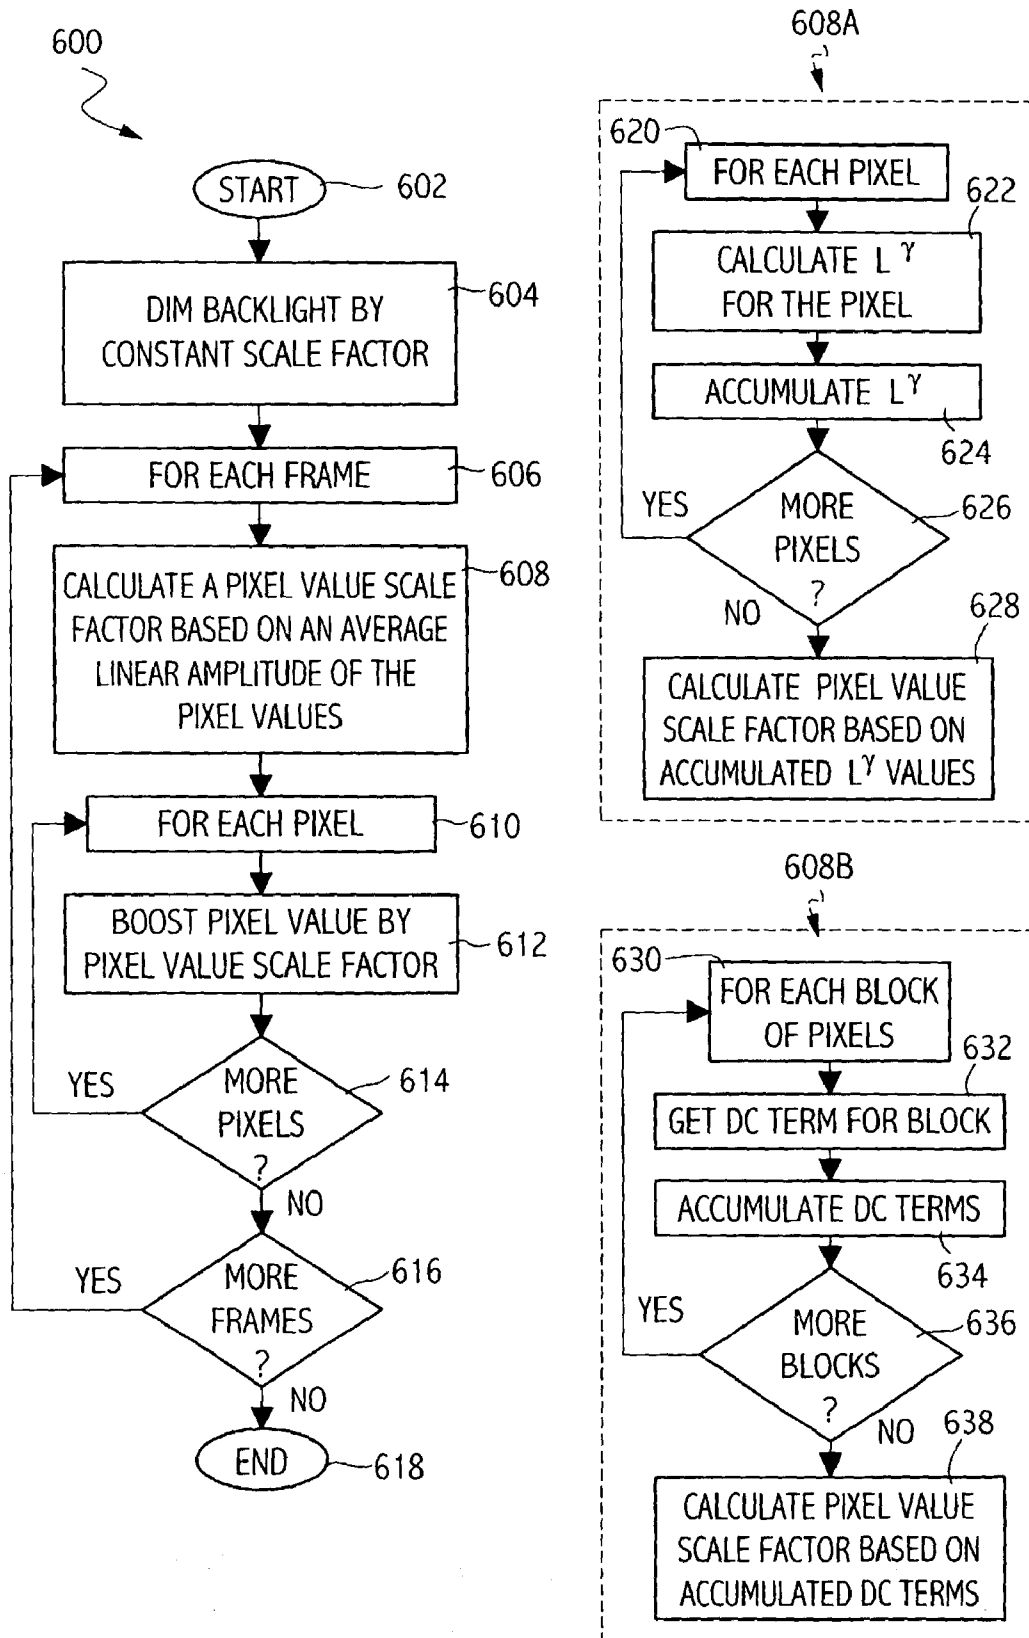 600
START
602
DIM BACKLIGHT BY
CONSTANT SCALE FACTOR
604
FOR EACH FRAME
606
CALCULATE A PIXEL VALUE SCALE
FACTOR BASED ON AN AVERAGE
LINEAR AMPLITUDE OF THE
PIXEL VALUES
608
FOR EACH PIXEL
610
BOOST PIXEL VALUE BY
PIXEL VALUE SCALE FACTOR
612
MORE
PIXELS
?
614
YES
NO
MORE
FRAMES
?
616
YES
NO
END
618
608A
620
FOR EACH PIXEL
622
CALCULATE L^γ
FOR THE PIXEL
ACCUMULATE L^γ
624
MORE
PIXELS
?
626
YES
NO
628
CALCULATE PIXEL VALUE
SCALE FACTOR BASED ON
ACCUMULATED L^γ VALUES
608B
630
FOR EACH BLOCK
OF PIXELS
632
GET DC TERM FOR BLOCK
ACCUMULATE DC TERMS
634
MORE
BLOCKS
?
636
YES
NO
638
CALCULATE PIXEL VALUE
SCALE FACTOR BASED ON
ACCUMULATED DC TERMS